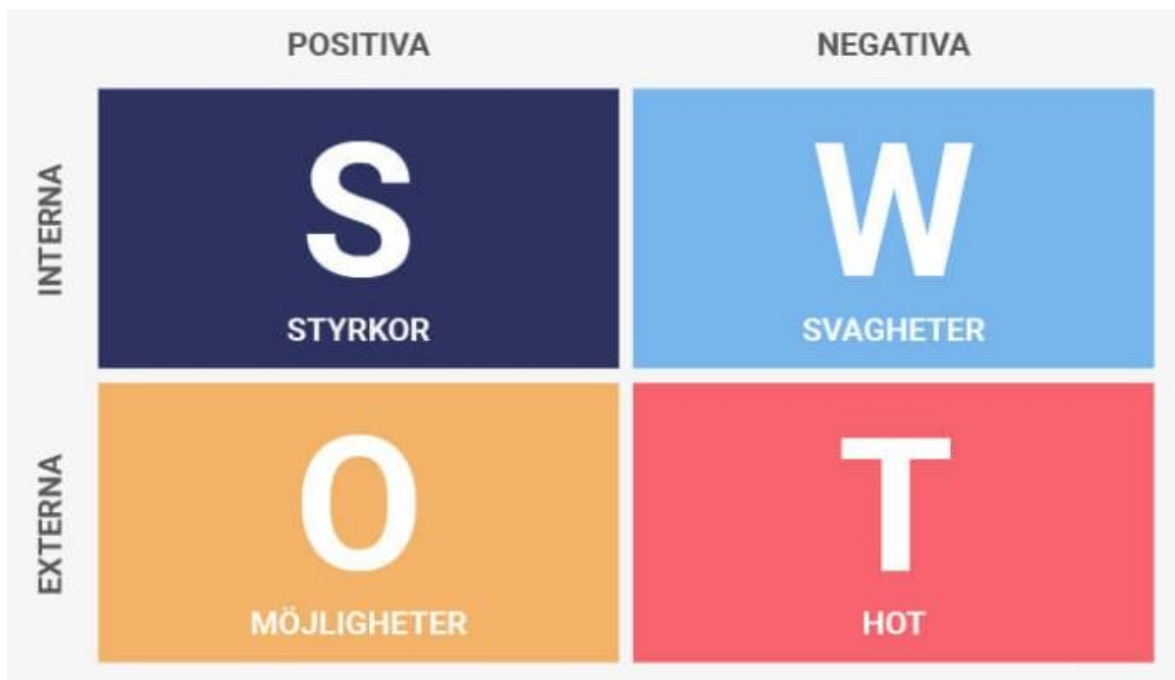 POSITIVA
NEGATIVA
INTERNA
S
STYRKOR
W
SVAGHETER
EXTERNA
O
MÖJLIGHETER
T
HOT